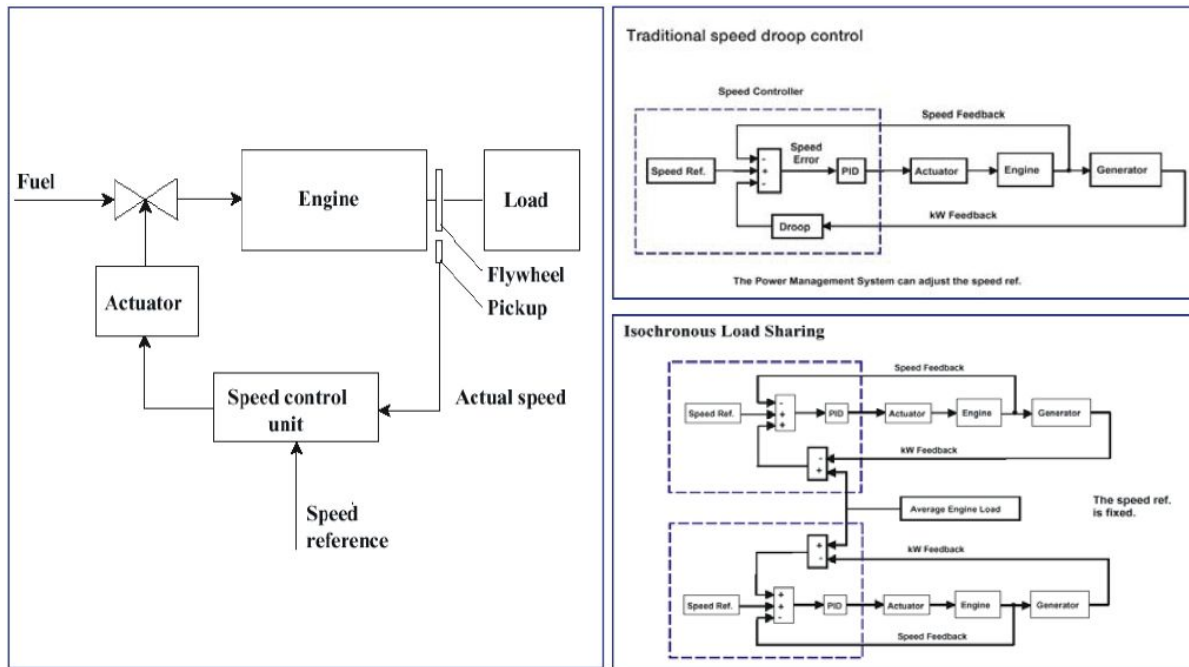 Fuel
Engine
Load
Flywheel
Pickup
Actuator
Speed control
unit
Actual speed
Speed
reference
Traditional speed droop control
Speed Controller
Speed Feedback
Speed
Error
Speed Ref.
-
+
-
PID
Actuator
Engine
Generator
kW Feedback
Droop
The Power Management System can adjust the speed ref.
Isochronous Load Sharing
Speed Feedback
Speed Ref.
-
+
+
PID
Actuator
Engine
Generator
kW Feedback
-
+
Average Engine Load
The speed ref.
is fixed.
+
-
kW Feedback
Speed Ref.
+
+
-
PID
Actuator
Engine
Generator
Speed Feedback